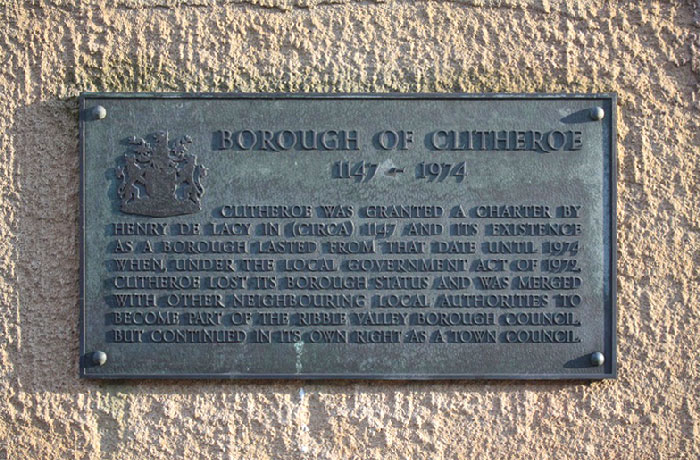 BOROUGH OF CLITHEROE
1147 ~ 1974
CLITHEROE WAS GRANTED A CHARTER BY
HENRY DE LACY IN (CIRCA) 1147 AND ITS EXISTENCE
AS A BOROUGH LASTED FROM THAT DATE UNTIL 1974
WHEN, UNDER THE LOCAL GOVERNMENT ACT OF 1972,
CLITHEROE LOST ITS BOROUGH STATUS AND WAS MERGED
WITH OTHER NEIGHBOURING LOCAL AUTHORITIES TO
BECOME PART OF THE RIBBLE VALLEY BOROUGH COUNCIL,
BUT CONTINUED IN ITS OWN RIGHT AS A TOWN COUNCIL.